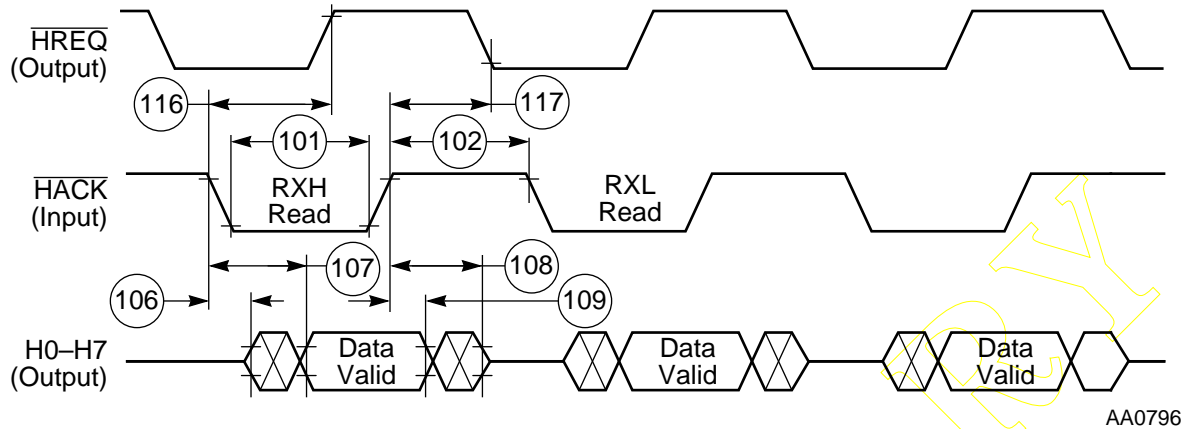 HREQ
(Output)
116
117
101
102
HACK
(Input)
RXH
Read
RXL
Read
107
108
106
109
H0–H7
(Output)
Data
Valid
Data
Valid
Data
Valid
AA0796